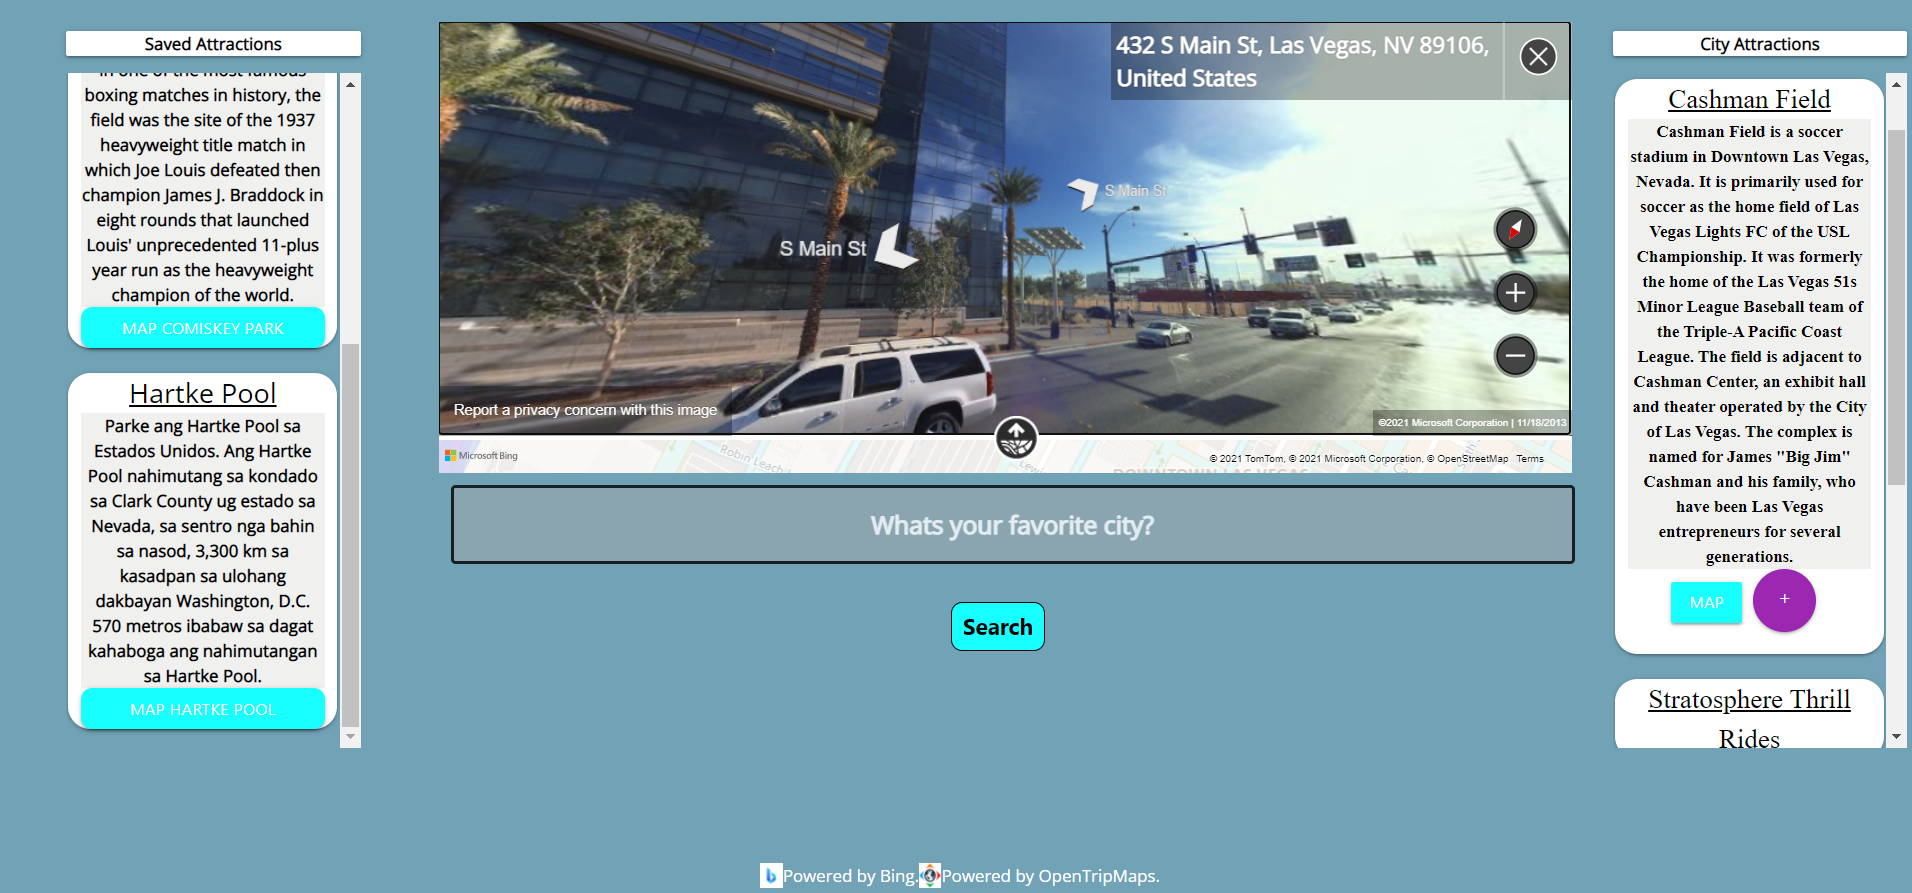 Saved Attractions
in one of the most famous
boxing matches in history, the
field was the site of the 1937
heavyweight title match in
which Joe Louis defeated then
champion James J. Braddock in
eight rounds that launched
Louis' unprecedented 11-plus
year run as the heavyweight
champion of the world.
MAP COMISKEY PARK
Hartke Pool
Parke ang Hartke Pool sa
Estados Unidos. Ang Hartke
Pool nahimutang sa kondado
sa Clark County ug estado sa
Nevada, sa sentro nga bahin
sa nasod, 3,300 km sa
kasadpan sa ulohang
dakbayan Washington, D.C.
570 metros ibabaw sa dagat
kahaboga ang nahimutangan
sa Hartke Pool.
MAP HARTKE POOL
432 S Main St, Las Vegas, NV 89106,
United States
S Main St
S Main St
Report a privacy concern with this image
©2021 Microsoft Corporation | 11/18/2013
Microsoft Bing
Robin Leach
DOWNTOWN LAS VEGAS
© 2021 TomTom, © 2021 Microsoft Corporation, © OpenStreetMap Terms
Whats your favorite city?
Search
City Attractions
Cashman Field
Cashman Field is a soccer
stadium in Downtown Las Vegas,
Nevada. It is primarily used for
soccer as the home field of Las
Vegas Lights FC of the USL
Championship. It was formerly
the home of the Las Vegas 51s
Minor League Baseball team of
the Triple-A Pacific Coast
League. The field is adjacent to
Cashman Center, an exhibit hall
and theater operated by the City
of Las Vegas. The complex is
named for James "Big Jim"
Cashman and his family, who
have been Las Vegas
entrepreneurs for several
generations.
MAP +
Stratosphere Thrill
Rides
Powered by Bing. Powered by OpenTripMaps.